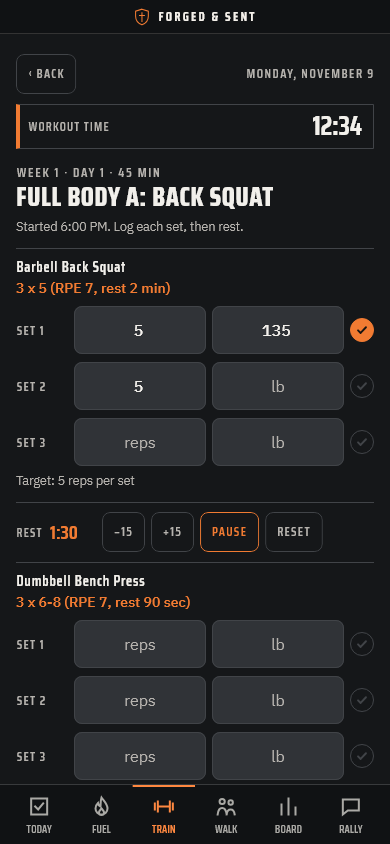 FORGED & SENT
‹ BACK
MONDAY, NOVEMBER 9
WORKOUT TIME
12:34
WEEK 1 · DAY 1 · 45 MIN
FULL BODY A: BACK SQUAT
Started 6:00 PM. Log each set, then rest.
Barbell Back Squat
3 x 5 (RPE 7, rest 2 min)
SET 1 5 135
SET 2 5 lb
SET 3 reps lb
Target: 5 reps per set
REST 1:30 −15 +15 PAUSE RESET
Dumbbell Bench Press
3 x 6-8 (RPE 7, rest 90 sec)
SET 1 reps lb
SET 2 reps lb
SET 3 reps lb
TODAY FUEL TRAIN WALK BOARD RALLY